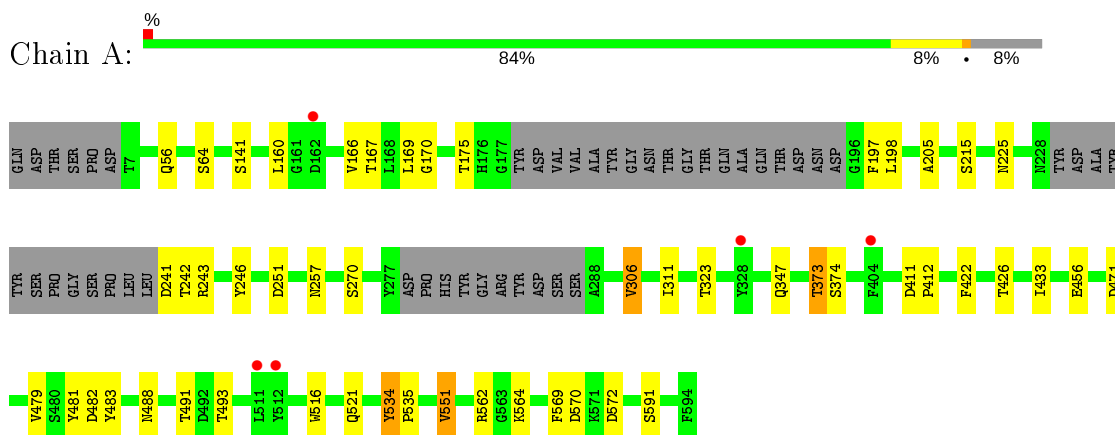 %
Chain A:
84% 8% • 8%
GLN ASP THR SER PRO ASP T7 Q56 S64 S141 L160 G161 D162 V166 T167 L168 L169 G170 T175 H176 G177 TYR ASP VAL VAL ALA TYR GLY ASN THR GLY THR GLN ALA GLN THR ASP ASN ASP G196 F197 L198 A205 S215 N225 N228 TYR ASP ALA TYR
TYR SER PRO GLY SER PRO LEU LEU D241 T242 R243 Y246 D251 N257 S270 Y277 ASP PRO HIS TYR GLY ARG TYR ASP SER SER A288 V306 I311 T323 Y328 Q347 T373 S374 F404 D411 P412 F422 T426 I433 E456 D471
V479 S480 Y481 D482 Y483 N488 T491 D492 T493 L511 Y512 W516 Q521 Y534 P535 V551 R562 G563 K564 F569 D570 K571 D572 S591 F594